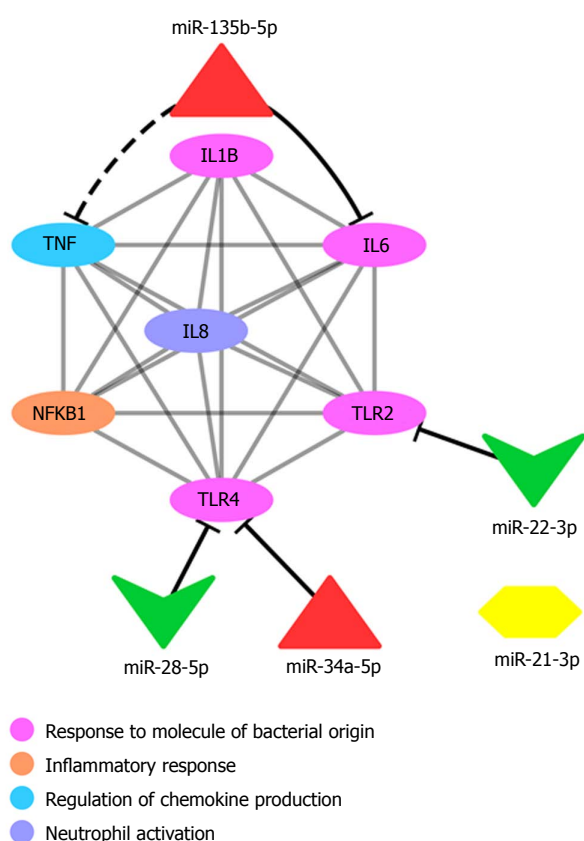 miR-135b-5p
IL1B
TNF
IL6
IL8
NFKB1
TLR2
TLR4
miR-22-3p
miR-28-5p
miR-34a-5p
miR-21-3p
Response to molecule of bacterial origin
Inflammatory response
Regulation of chemokine production
Neutrophil activation